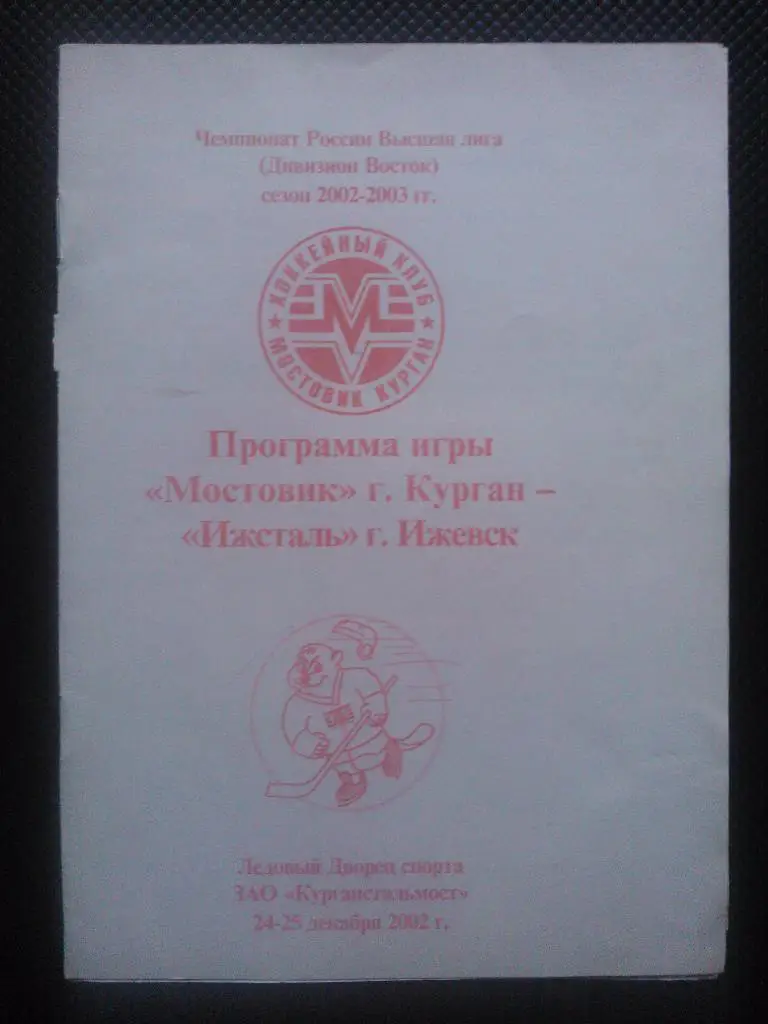 Чемпионат России Высшая лига
(Дивизион Восток)
сезон 2002-2003 гг.
ХОККЕЙНЫЙ КЛУБ
М
МОСТОВИК КУРГАН
Программа игры
«Мостовик» г. Курган –
«Ижсталь» г. Ижевск
Ледовый Дворец спорта
ЗАО «Курганстальмост»
24-25 декабря 2002 г.